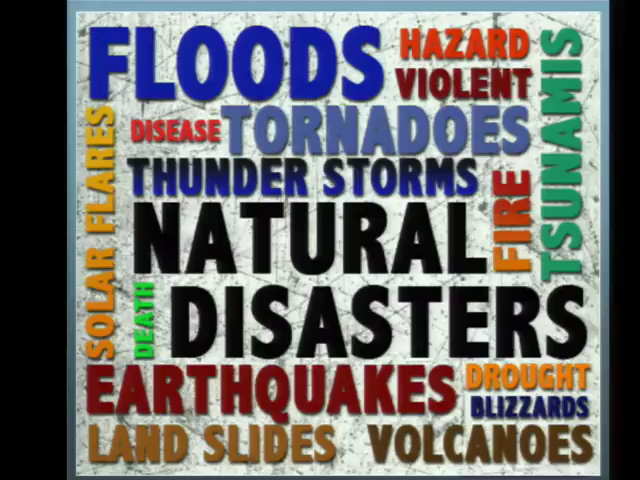 FLOODS
HAZARD
VIOLENT
TSUNAMIS
DISEASE
TORNADOES
SOLAR FLARES
THUNDER STORMS
FIRE
NATURAL
DEATH
DISASTERS
EARTHQUAKES
DROUGHT
BLIZZARDS
LAND SLIDES
VOLCANOES